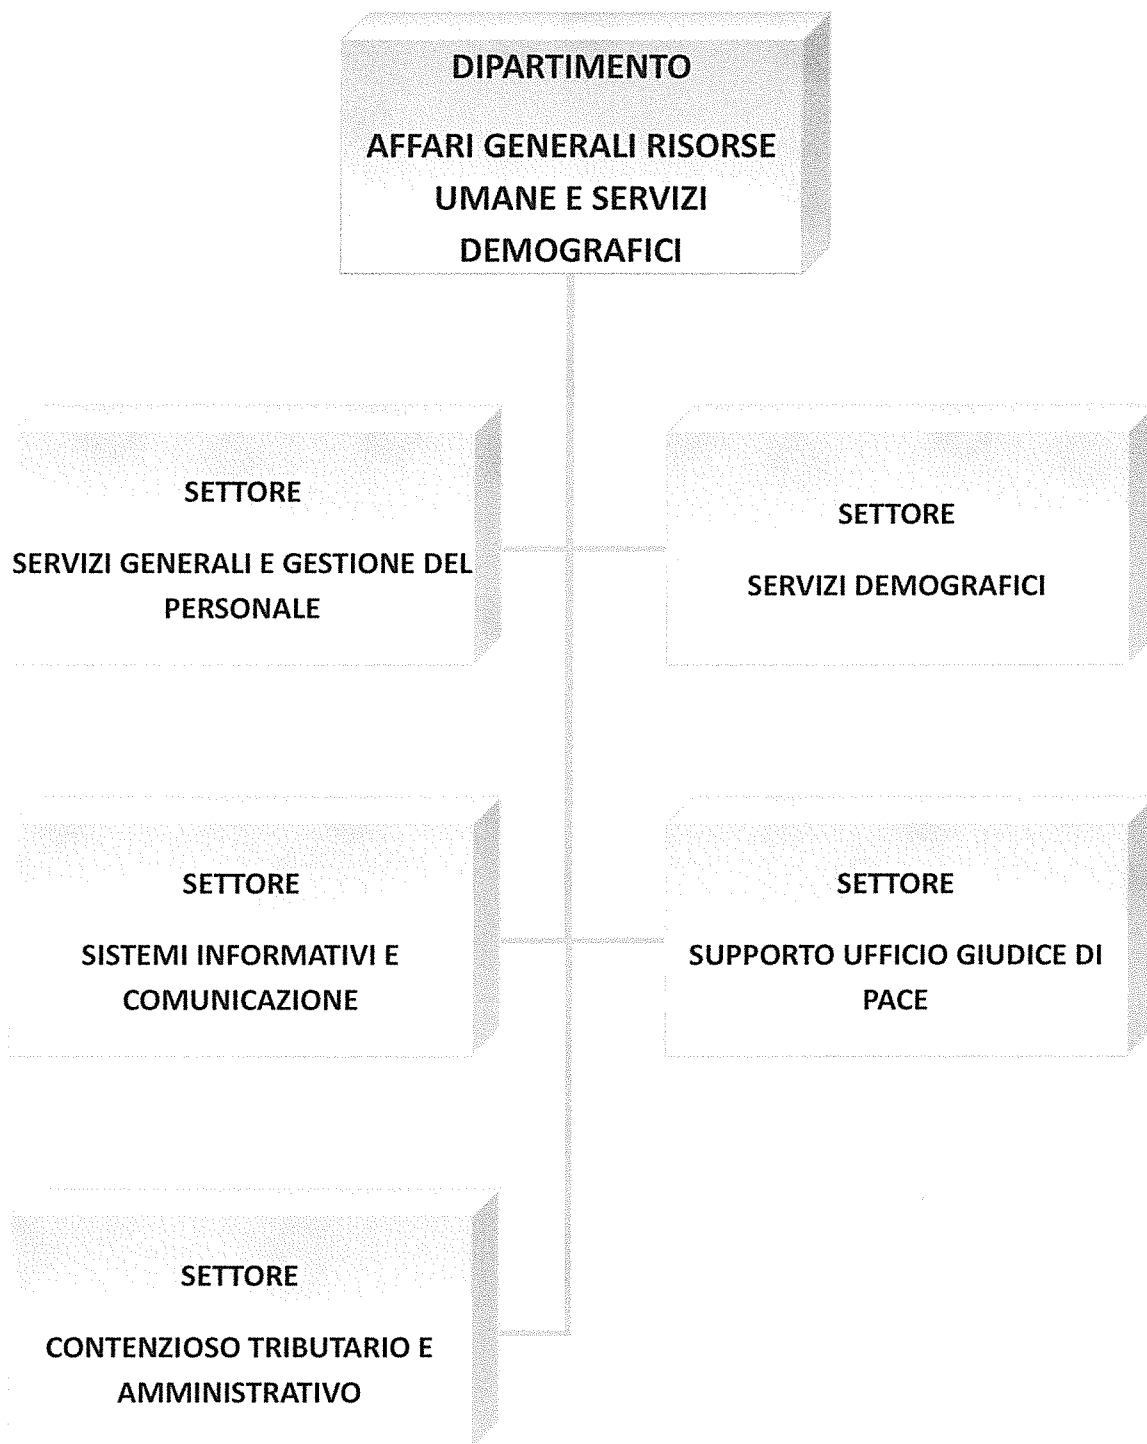 DIPARTIMENTO
AFFARI GENERALI RISORSE
UMANE E SERVIZI
DEMOGRAFICI
SETTORE
SERVIZI GENERALI E GESTIONE DEL
PERSONALE
SETTORE
SERVIZI DEMOGRAFICI
SETTORE
SISTEMI INFORMATIVI E
COMUNICAZIONE
SETTORE
SUPPORTO UFFICIO GIUDICE DI
PACE
SETTORE
CONTENZIOSO TRIBUTARIO E
AMMINISTRATIVO